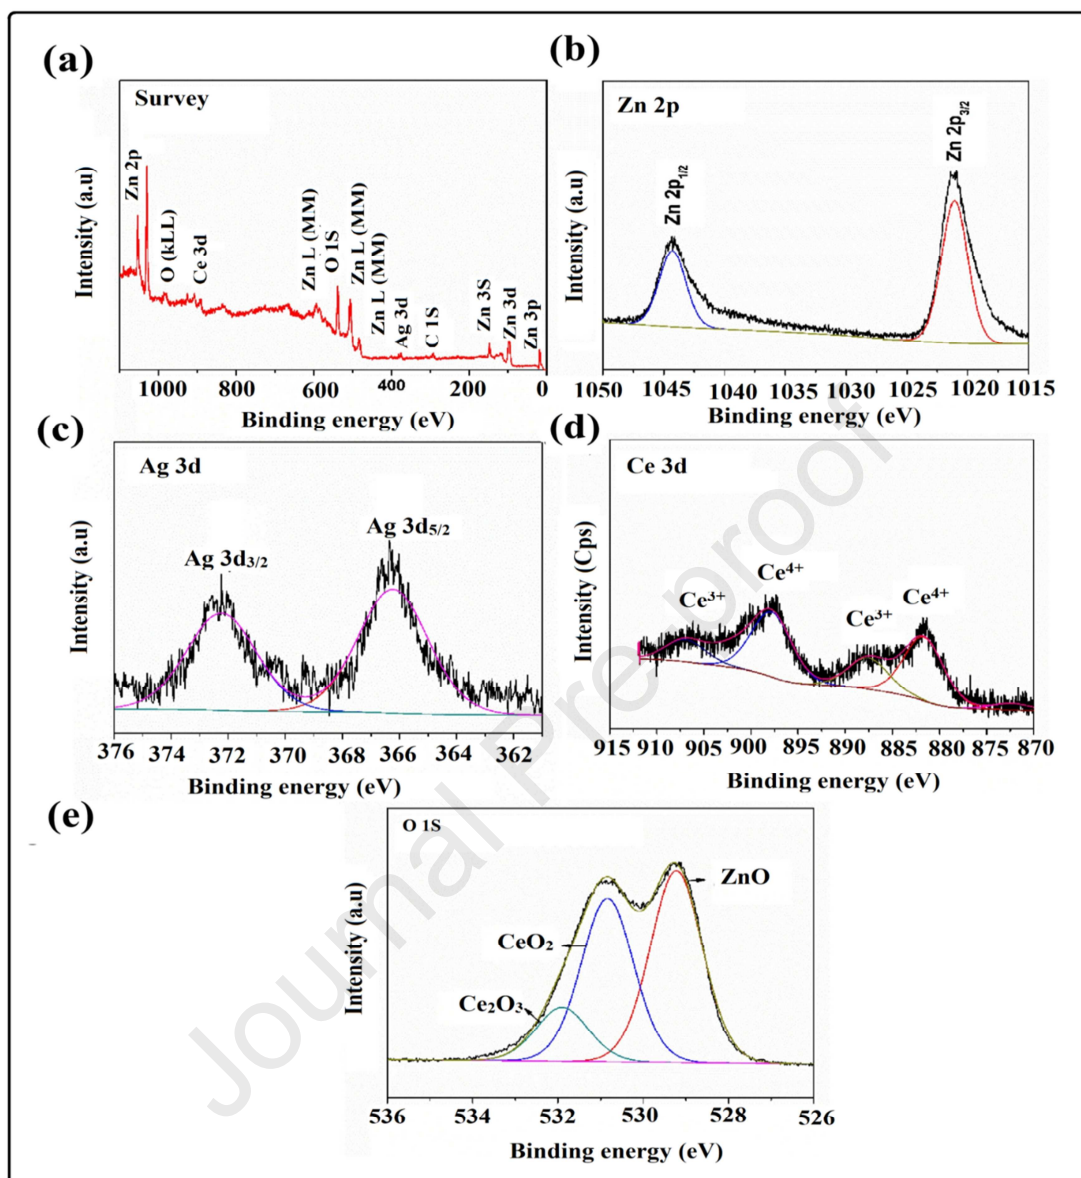 (a)
Survey
Zn 2p
O (kLL)
Ce 3d
Zn L (MM)
O 1S
Zn L (MM)
Zn L (MM)
Ag 3d
C 1S
Zn 3S
Zn 3d
Zn 3p
Intensity (a.u)
1000 800 600 400 200 0
Binding energy (eV)
(b)
Zn 2p
Zn 2p1/2
Zn 2p3/2
Intensity (a.u)
1050 1045 1040 1035 1030 1025 1020 1015
Binding energy (eV)
(c)
Ag 3d
Ag 3d3/2
Ag 3d5/2
Intensity (a.u)
376 374 372 370 368 366 364 362
Binding energy (eV)
(d)
Ce 3d
Ce3+
Ce4+
Ce3+
Ce4+
Intensity (Cps)
915 910 905 900 895 890 885 880 875 870
Binding energy (eV)
(e)
O 1S
ZnO
CeO2
Ce2O3
Intensity (a.u)
536 534 532 530 528 526
Binding energy (eV)
Journal Pre-proof